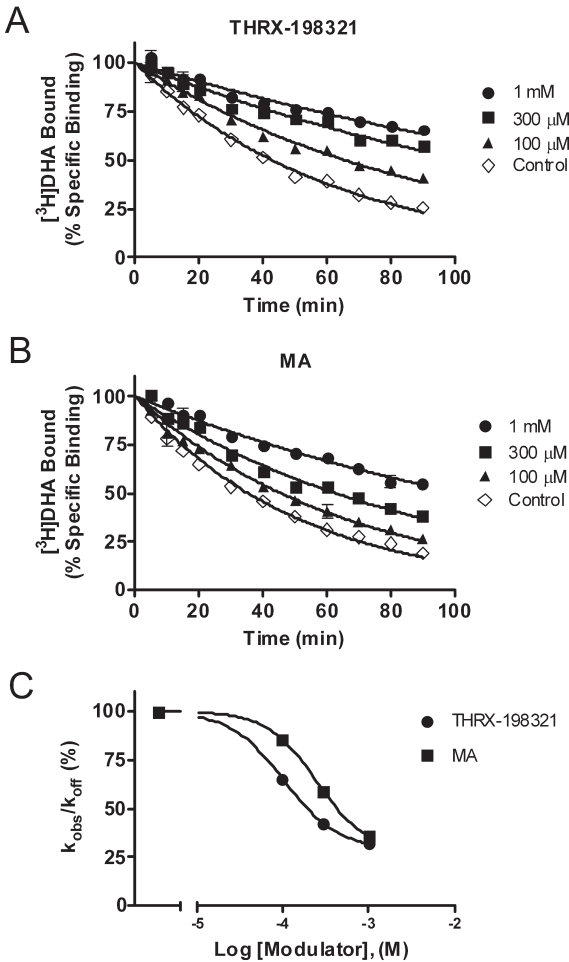 A
THRX-198321
[³H]DHA Bound
(% Specific Binding)
100
75
50
25
0
0 20 40 60 80 100
Time (min)
1 mM
300 μM
100 μM
Control
B
MA
[³H]DHA Bound
(% Specific Binding)
100
75
50
25
0
0 20 40 60 80 100
Time (min)
1 mM
300 μM
100 μM
Control
C
k_obs/k_off (%)
100
75
50
25
0
-5 -4 -3 -2
Log [Modulator], (M)
THRX-198321
MA